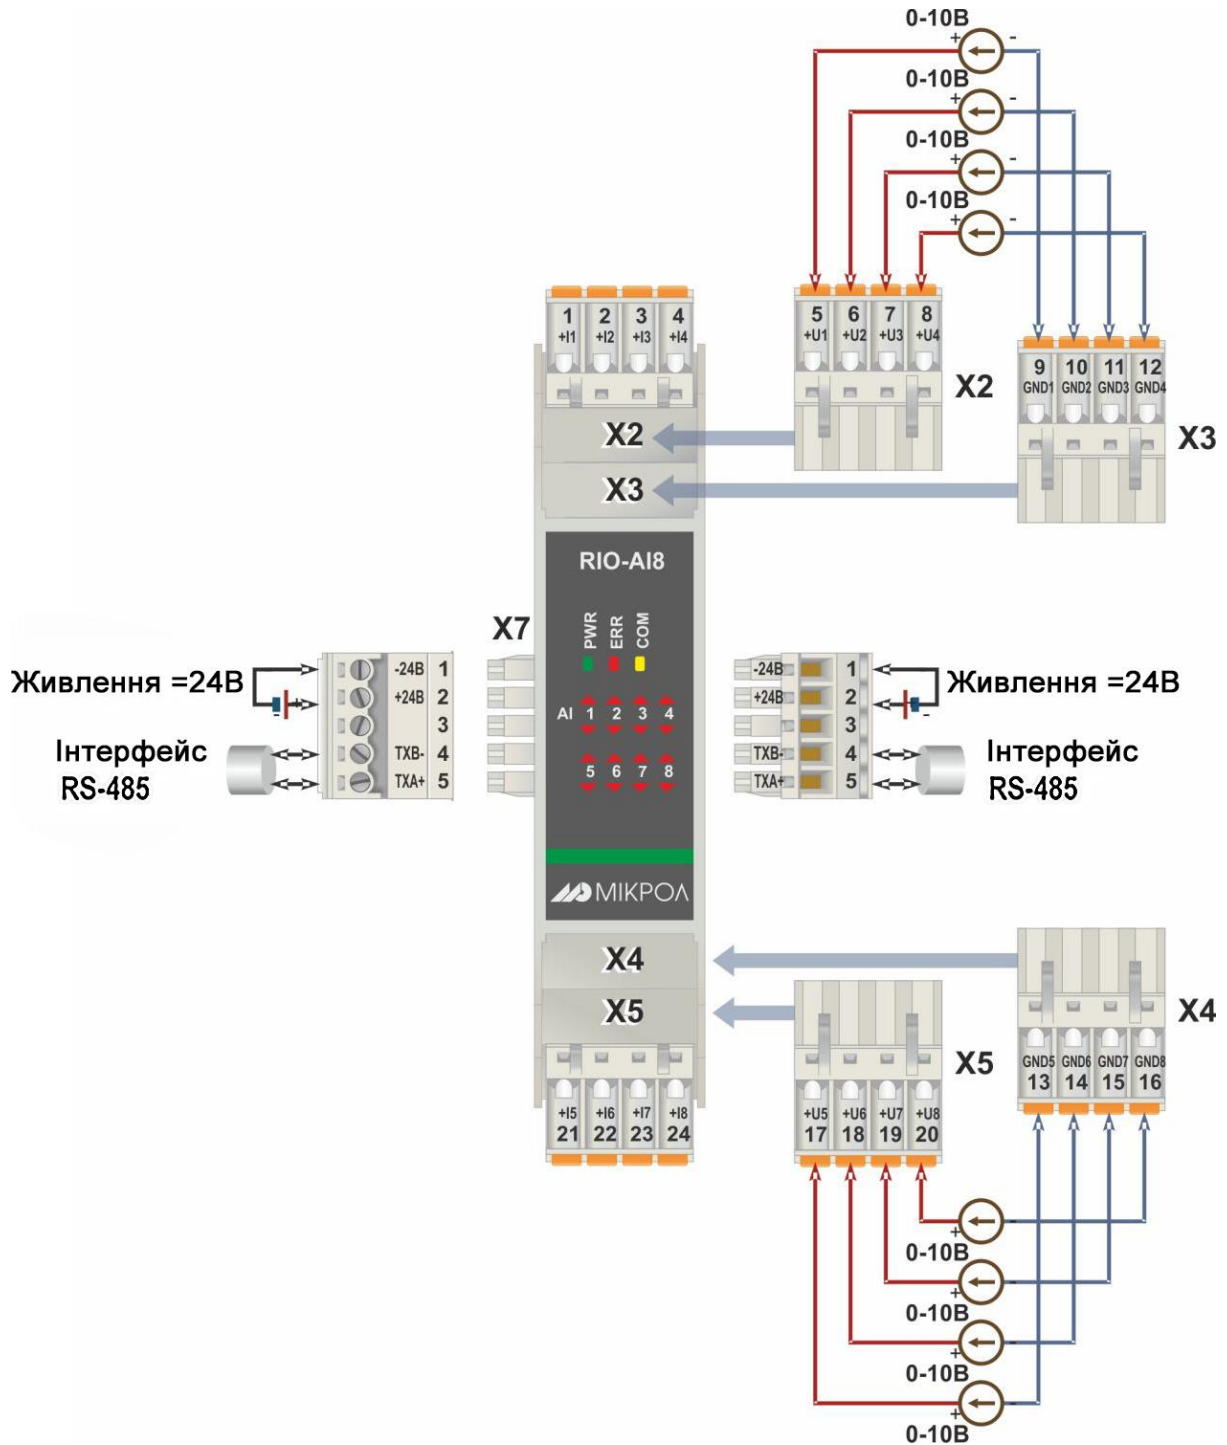 0-10В
+ -
0-10В
+ -
0-10В
+ -
0-10В
+ -
1 2 3 4
+I1 +I2 +I3 +I4
5 6 7 8
+U1 +U2 +U3 +U4
X2
9 10 11 12
GND1 GND2 GND3 GND4
X3
X2
X3
RIO-AI8
PWR ERR COM
AI 1 2 3 4
5 6 7 8
МІКРОЛ
X7
Живлення =24В
-
Інтерфейс
RS-485
-24В 1
+24В 2
3
TXB- 4
TXA+ 5
-24В 1
+24В 2
3
TXB- 4
TXA+ 5
Живлення =24В
-
Інтерфейс
RS-485
X4
X5
+I5 +I6 +I7 +I8
21 22 23 24
X4
GND5 GND6 GND7 GND8
13 14 15 16
X5
+U5 +U6 +U7 +U8
17 18 19 20
+ -
0-10В
+ -
0-10В
+ -
0-10В
+ -
0-10В